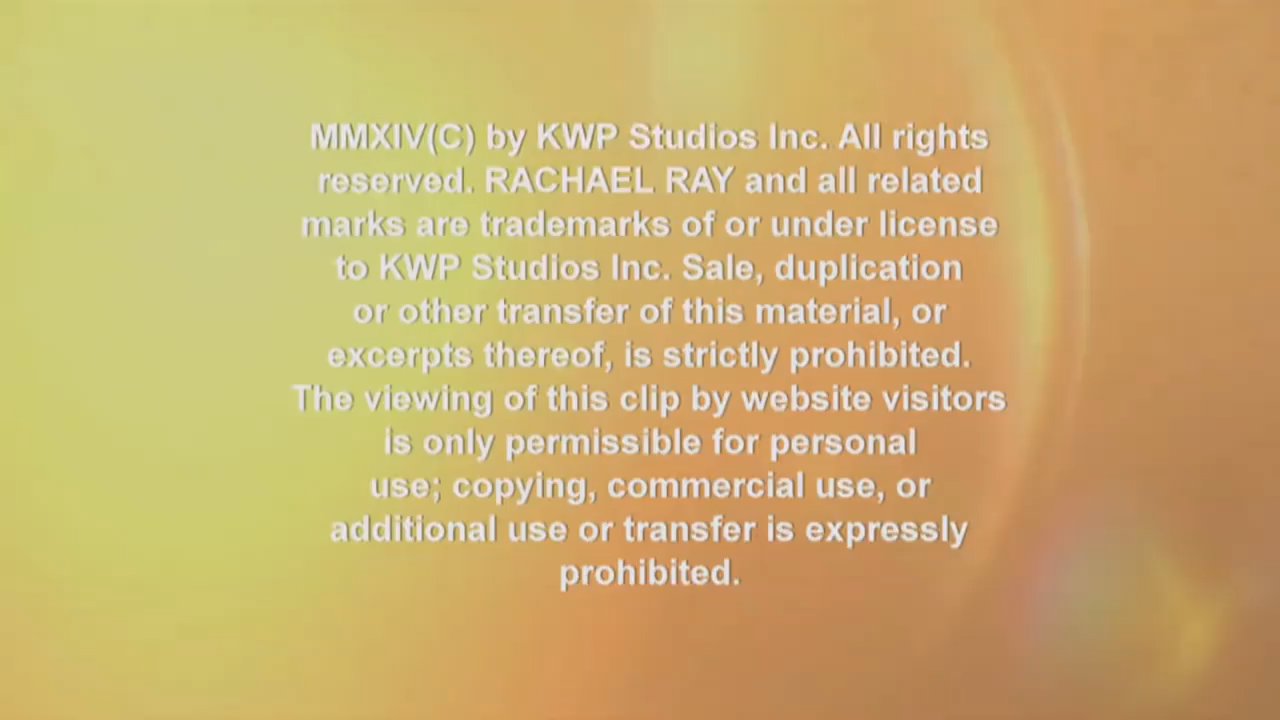 MMXIV(C) by KWP Studios Inc. All rights
reserved. RACHAEL RAY and all related
marks are trademarks of or under license
to KWP Studios Inc. Sale, duplication
or other transfer of this material, or
excerpts thereof, is strictly prohibited.
The viewing of this clip by website visitors
is only permissible for personal
use; copying, commercial use, or
additional use or transfer is expressly
prohibited.